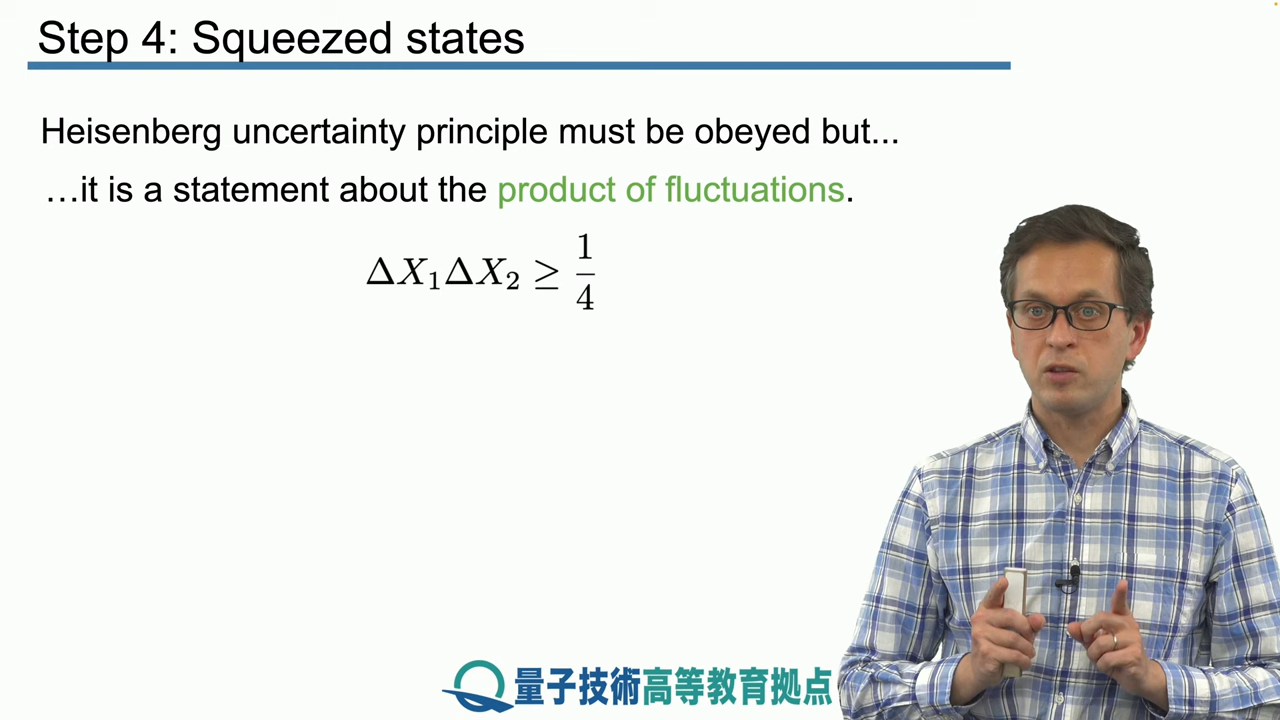 Step 4: Squeezed states
Heisenberg uncertainty principle must be obeyed but...
...it is a statement about the product of fluctuations.
ΔX₁ΔX₂ ≥ 1/4
量子技術高等教育拠点